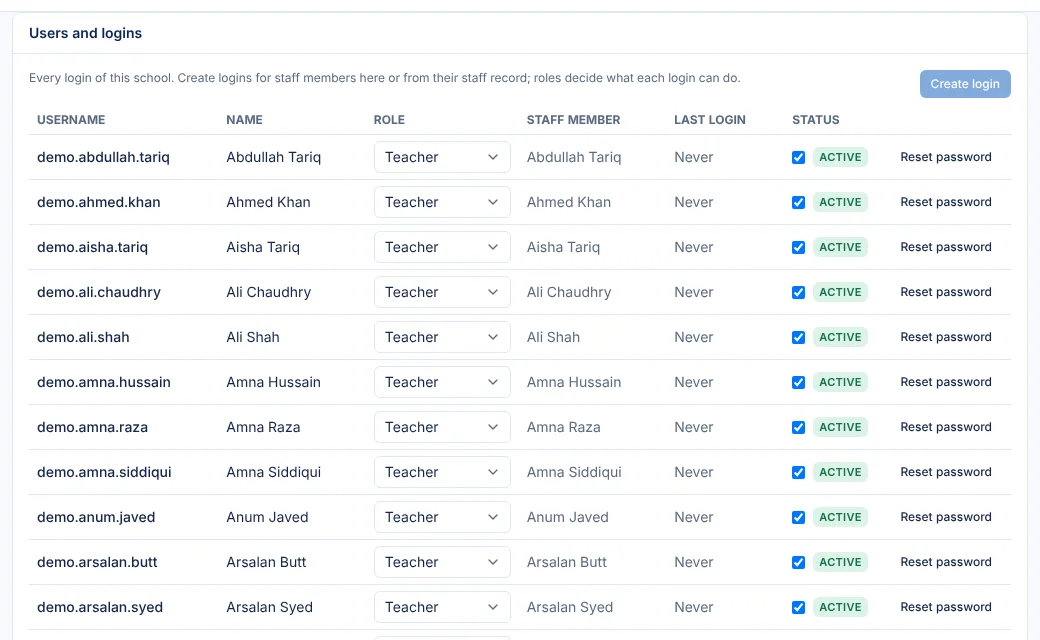 Users and logins
Every login of this school. Create logins for staff members here or from their staff record; roles decide what each login can do.
Create login
USERNAME NAME ROLE STAFF MEMBER LAST LOGIN STATUS
demo.abdullah.tariq Abdullah Tariq Teacher Abdullah Tariq Never ACTIVE Reset password
demo.ahmed.khan Ahmed Khan Teacher Ahmed Khan Never ACTIVE Reset password
demo.aisha.tariq Aisha Tariq Teacher Aisha Tariq Never ACTIVE Reset password
demo.ali.chaudhry Ali Chaudhry Teacher Ali Chaudhry Never ACTIVE Reset password
demo.ali.shah Ali Shah Teacher Ali Shah Never ACTIVE Reset password
demo.amna.hussain Amna Hussain Teacher Amna Hussain Never ACTIVE Reset password
demo.amna.raza Amna Raza Teacher Amna Raza Never ACTIVE Reset password
demo.amna.siddiqui Amna Siddiqui Teacher Amna Siddiqui Never ACTIVE Reset password
demo.anum.javed Anum Javed Teacher Anum Javed Never ACTIVE Reset password
demo.arsalan.butt Arsalan Butt Teacher Arsalan Butt Never ACTIVE Reset password
demo.arsalan.syed Arsalan Syed Teacher Arsalan Syed Never ACTIVE Reset password